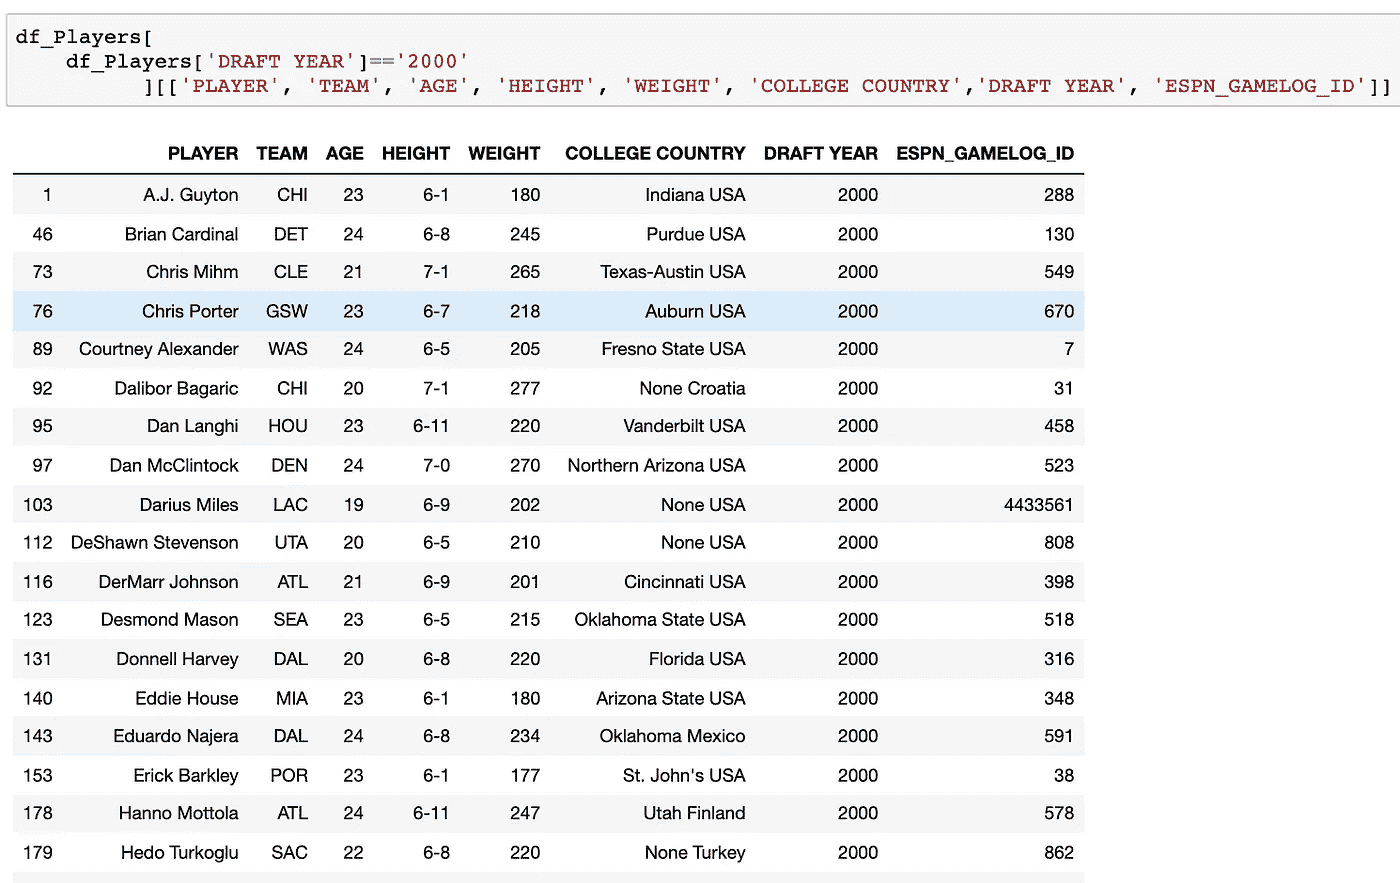 df_Players[
df_Players['DRAFT YEAR']=='2000'
][['PLAYER', 'TEAM', 'AGE', 'HEIGHT', 'WEIGHT', 'COLLEGE COUNTRY','DRAFT YEAR', 'ESPN_GAMELOG_ID']]
PLAYER TEAM AGE HEIGHT WEIGHT COLLEGE COUNTRY DRAFT YEAR ESPN_GAMELOG_ID
1 A.J. Guyton CHI 23 6-1 180 Indiana USA 2000 288
46 Brian Cardinal DET 24 6-8 245 Purdue USA 2000 130
73 Chris Mihm CLE 21 7-1 265 Texas-Austin USA 2000 549
76 Chris Porter GSW 23 6-7 218 Auburn USA 2000 670
89 Courtney Alexander WAS 24 6-5 205 Fresno State USA 2000 7
92 Dalibor Bagaric CHI 20 7-1 277 None Croatia 2000 31
95 Dan Langhi HOU 23 6-11 220 Vanderbilt USA 2000 458
97 Dan McClintock DEN 24 7-0 270 Northern Arizona USA 2000 523
103 Darius Miles LAC 19 6-9 202 None USA 2000 4433561
112 DeShawn Stevenson UTA 20 6-5 210 None USA 2000 808
116 DerMarr Johnson ATL 21 6-9 201 Cincinnati USA 2000 398
123 Desmond Mason SEA 23 6-5 215 Oklahoma State USA 2000 518
131 Donnell Harvey DAL 20 6-8 220 Florida USA 2000 316
140 Eddie House MIA 23 6-1 180 Arizona State USA 2000 348
143 Eduardo Najera DAL 24 6-8 234 Oklahoma Mexico 2000 591
153 Erick Barkley POR 23 6-1 177 St. John's USA 2000 38
178 Hanno Mottola ATL 24 6-11 247 Utah Finland 2000 578
179 Hedo Turkoglu SAC 22 6-8 220 None Turkey 2000 862